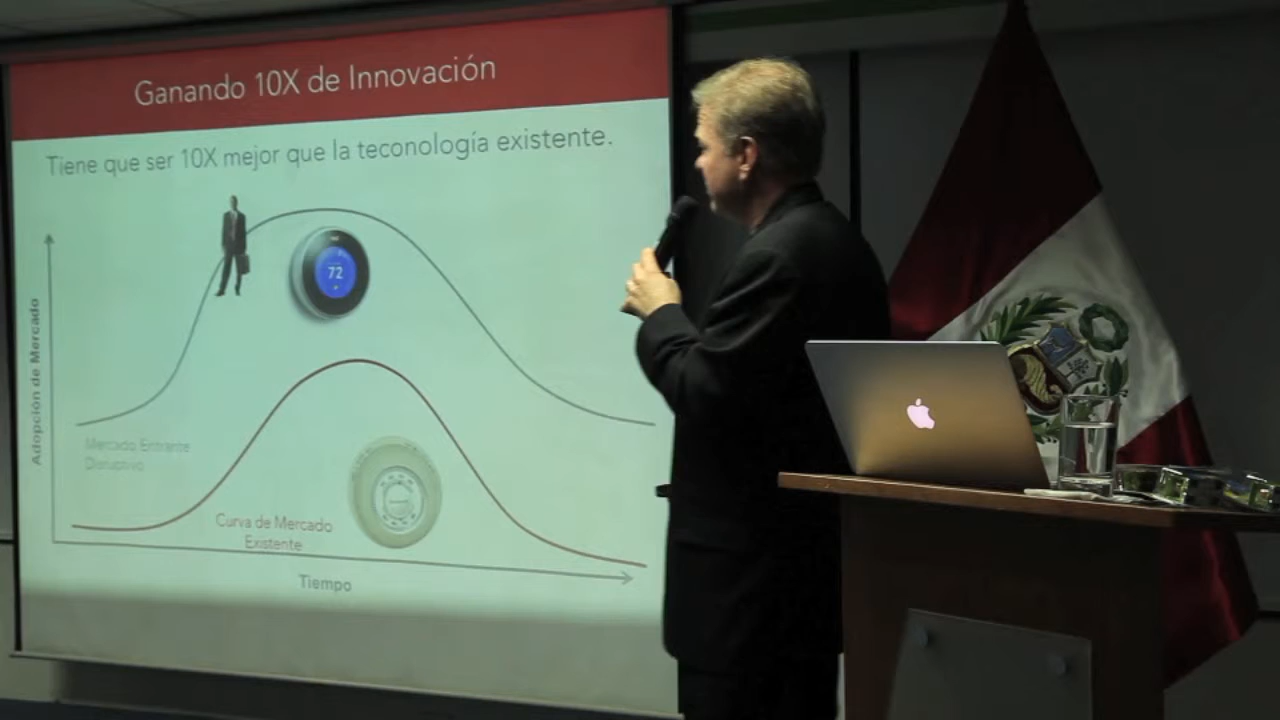 Ganando 10X de Innovación
Tiene que ser 10X mejor que la teconología existente.
72
Adopción de Mercado
Mercado Entrante
Disruptivo
Curva de Mercado
Existente
Tiempo